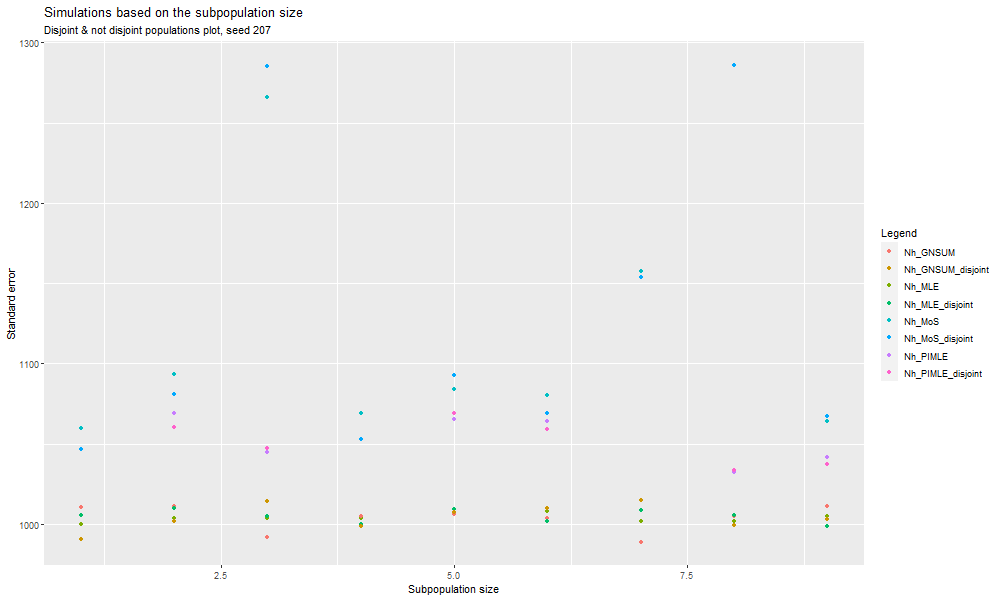 Simulations based on the subpopulation size
Disjoint & not disjoint populations plot, seed 207
1300
1200
1100
1000
Standard error
2.5
5.0
7.5
Subpopulation size
Legend
Nh_GNSUM
Nh_GNSUM_disjoint
Nh_MLE
Nh_MLE_disjoint
Nh_MoS
Nh_MoS_disjoint
Nh_PIMLE
Nh_PIMLE_disjoint